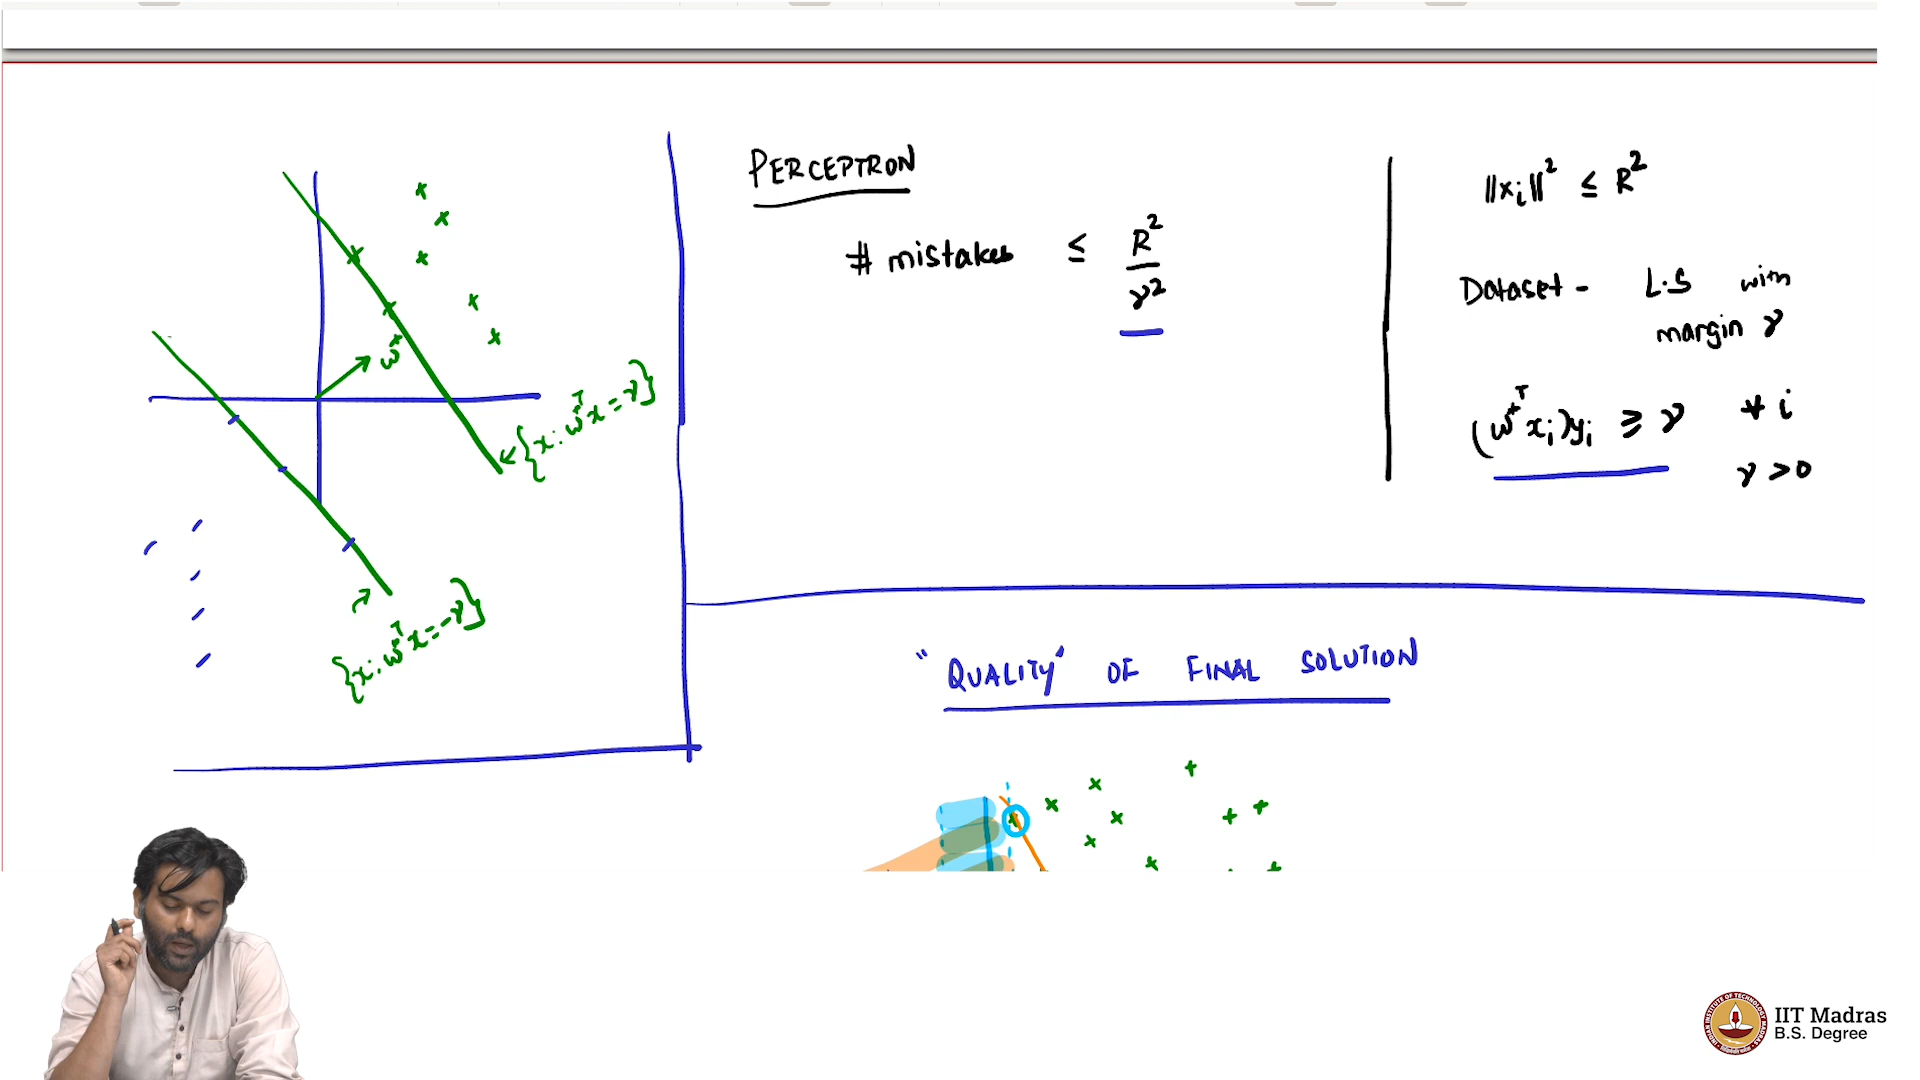 PERCEPTRON
# mistakes ≤ R²/γ²
‖xᵢ‖² ≤ R²
Dataset - L.S with
margin γ
(w*ᵀxᵢ)yᵢ ≥ γ ∀ i
γ > 0
w*
{x: w*ᵀx = γ}
{x: w*ᵀx = -γ}
"QUALITY" OF FINAL SOLUTION
IIT Madras
B.S. Degree